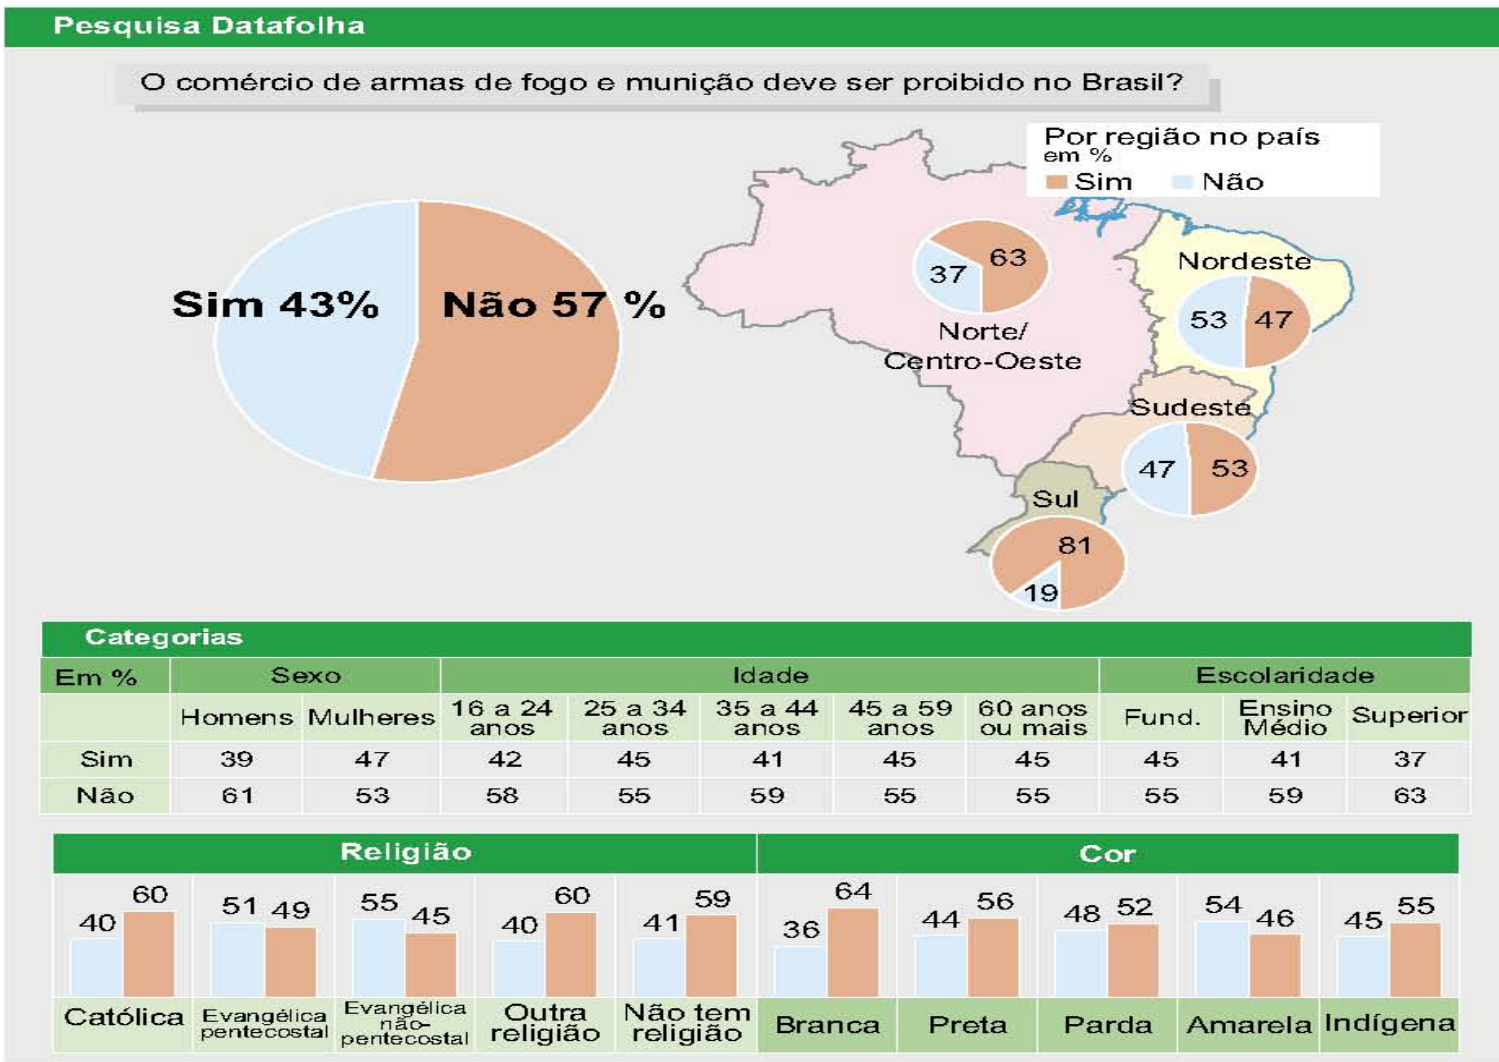 Pesquisa Datafolha
O comércio de armas de fogo e munição deve ser proibido no Brasil?
Por região no país
em %
Sim Não
Sim 43% Não 57 %
37 63
Norte/
Centro-Oeste
Nordeste
53 47
Sudeste
47 53
Sul
81
19
Categorias
Em % Sexo Idade Escolaridade
Homens Mulheres 16 a 24 anos 25 a 34 anos 35 a 44 anos 45 a 59 anos 60 anos ou mais Fund. Ensino Médio Superior
Sim 39 47 42 45 41 45 45 45 41 37
Não 61 53 58 55 59 55 55 55 59 63
Religião Cor
40 60 51 49 55 45 40 60 41 59 36 64 44 56 48 52 54 46 45 55
Católica
Evangélica
pentecostal
Evangélica
não-
pentecostal
Outra
religião
Não tem
religião
Branca
Preta
Parda
Amarela
Indígena